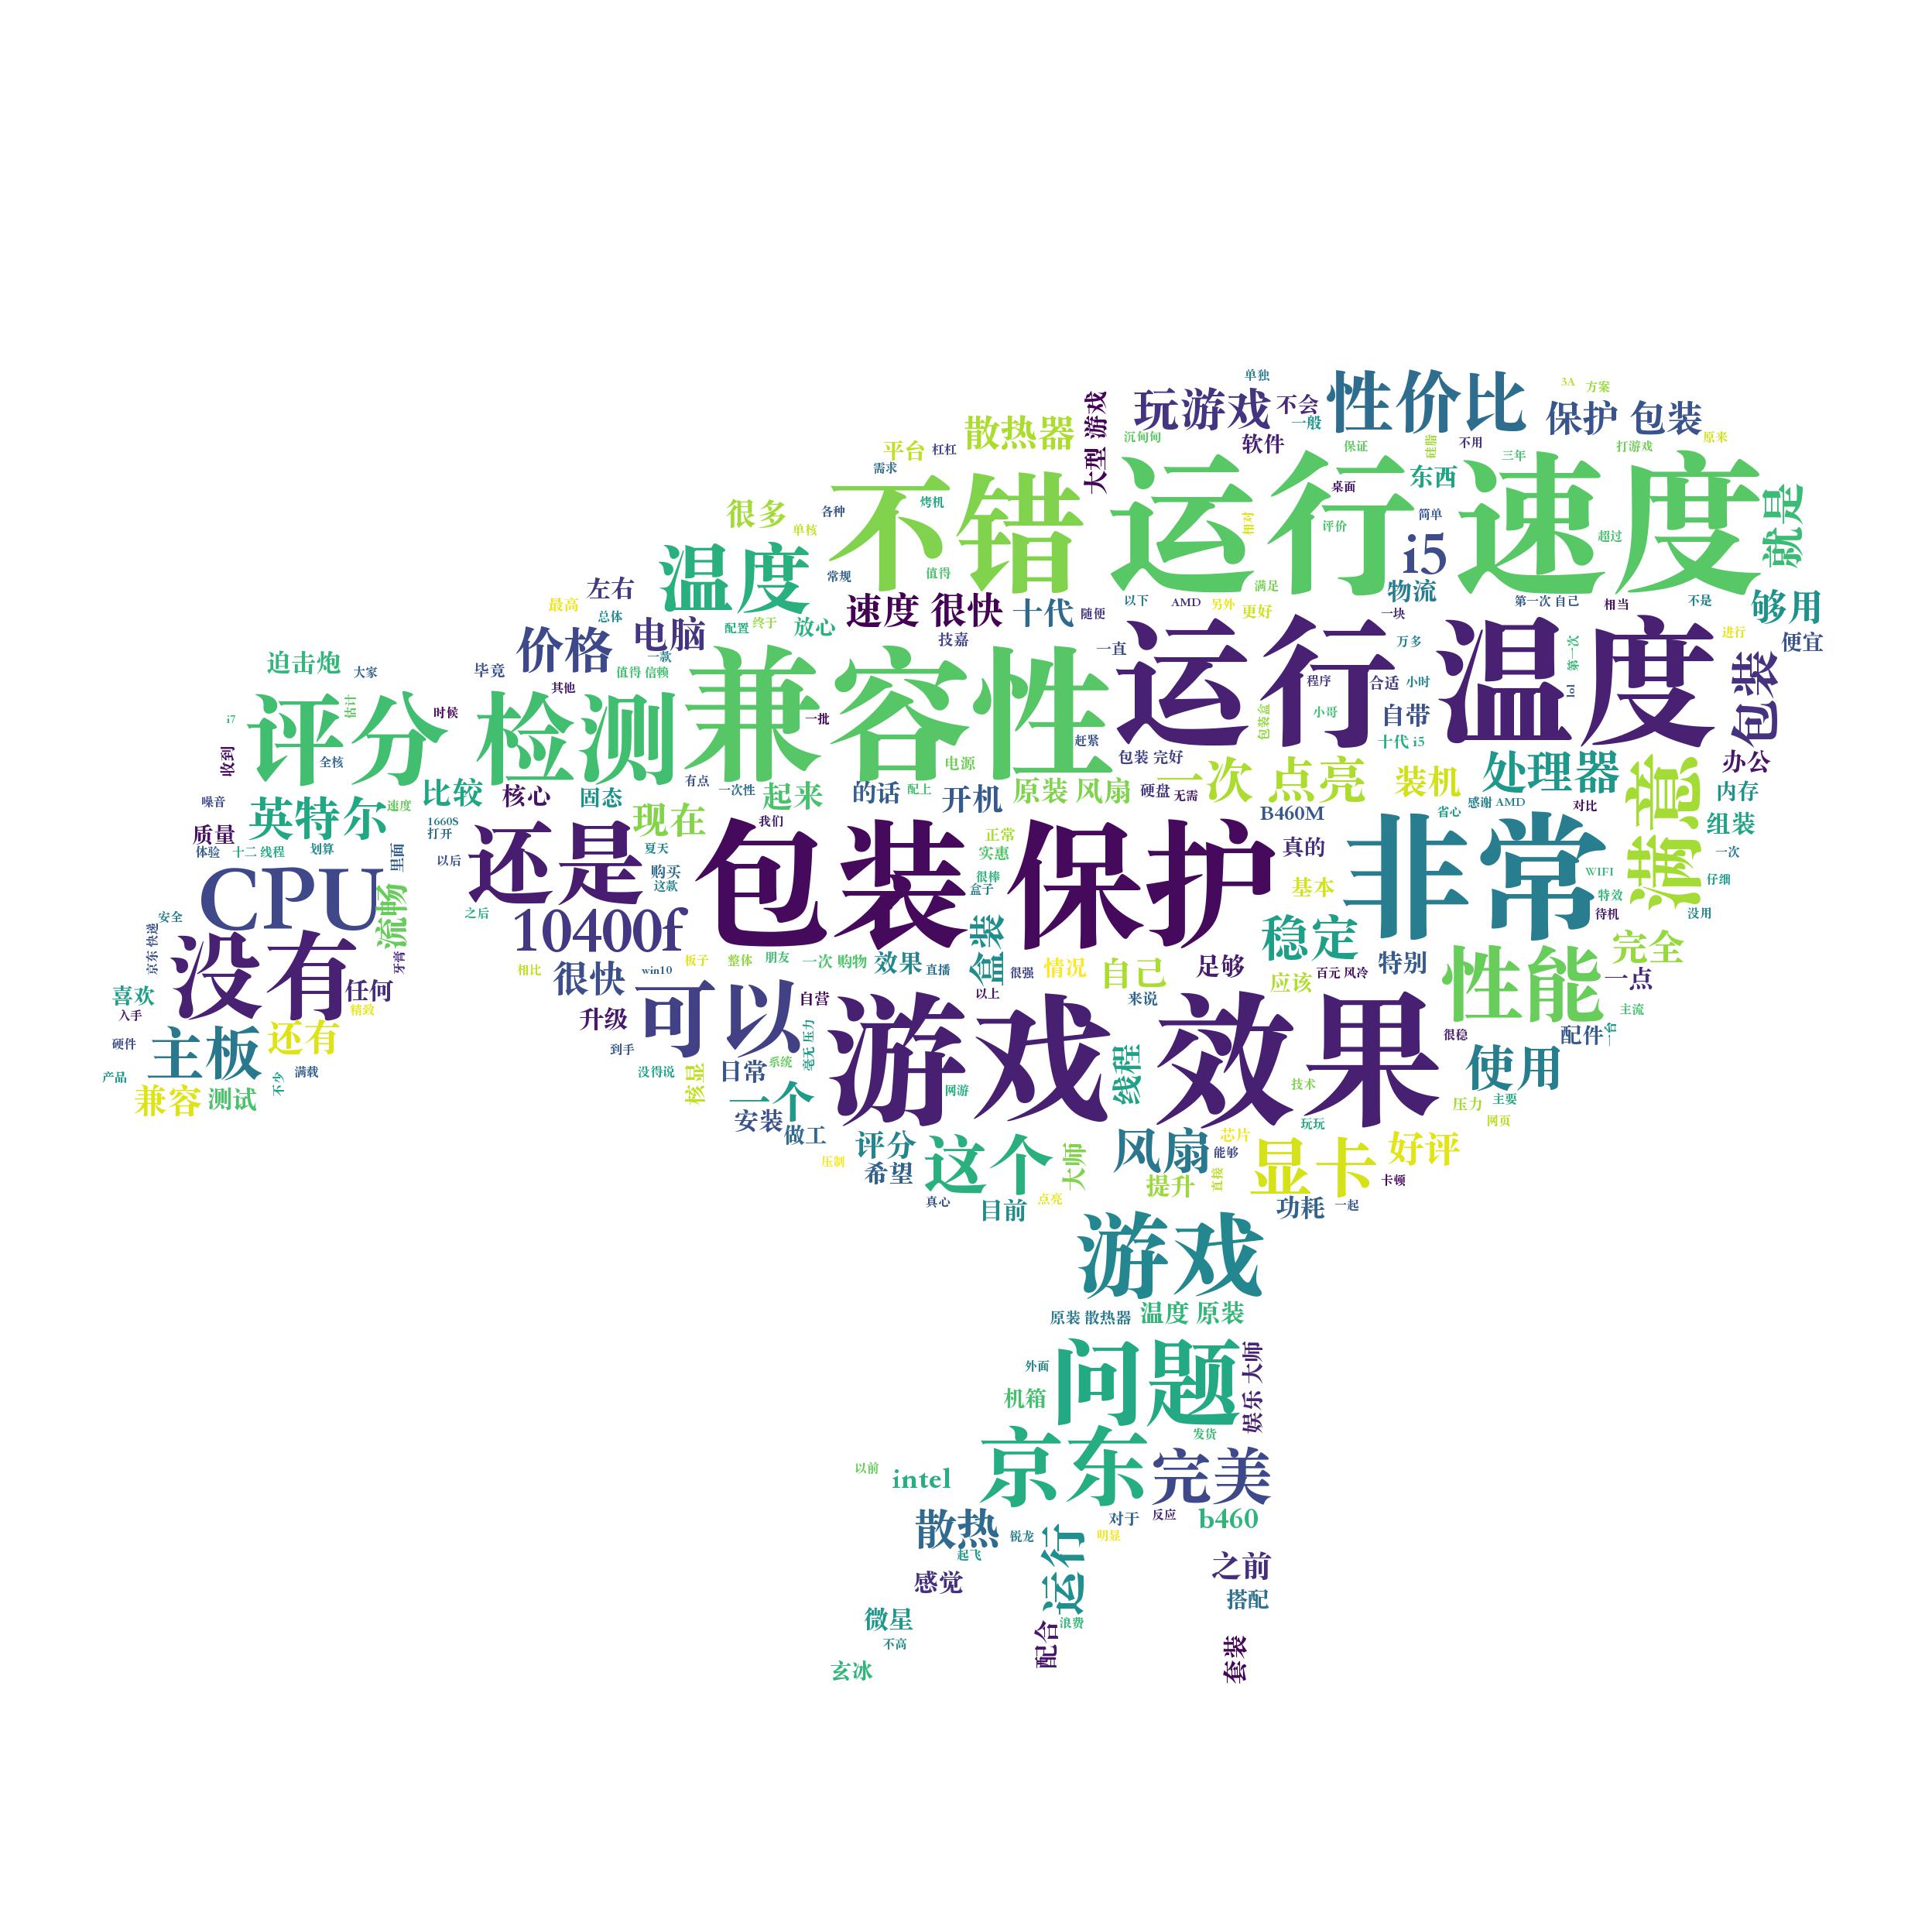 单独
性价比
3A 方案
玩游戏 不会
保护 包装
大型 游戏
一般
散热器
沉甸甸
软件
保证
硅脂
不用
打游戏
原来
平台 杠杠
需求
运行 速度
三年
东西
桌面
不错
烤机
就是
很多
各种
单核
相对
评价
简单
i5
超过
温度
常规
值得
满足
物流
左右
最高
总体
速度 很快
十代
随便
以下
AMD
另外
更好
一块
第一次 自己
相当
不是
够用
价格
电脑
配置
终于
放心
技嘉
一直
运行 温度
万多
第一次
进行
便宜
迫击炮
大家
毕竟
一款
值得 信赖
兼容性
程序
合适
小时
包装
其他
评分 检测
估计
时候
一批
赶紧
包装盒
小哥
自带
i7
收到
全核
有点
电源
包装 完好
十代 i5
处理器
办公
噪音
英特尔
速度
比较
核心
固态
一次性
起来
的话
配上
开机
原装 风扇
硬盘
无需
一次 点亮
装机
感谢 AMD
满意
内存
质量
1660S
打开
现在
我们
B460M
省心
对比
组装
体验
十二 线程
划算
里面
以后
还是
夏天
购买
这款
包装 保护
正常
实惠
很棒
盒子
真的
非常
一次
CPU
流畅
基本
WIFI
特效
仔细
安全
之后
10400f
盒装
稳定
待机
没用
京东 快递
没有
牙膏
相比
很快
win10
板子
整体
朋友
一次 购物
效果
直播
很强
情况
自己
足够
应该
百元 风冷
特别
性能
完全
一点
喜欢
入手
任何
精致
升级
可以
自营
以上
游戏 效果
来说
很稳
配件
一台
主流
硬件
主板
还有
到手
毫无 压力
线程
使用
产品
不少
满载
没得说
核显
日常
系统
网游
技术
兼容
测试
一个
压力
主要
安装
做工
玩玩
网页
评分
这个
大师
风扇
芯片
能够
显卡
好评
压制
希望
提升
直接
卡顿
真心
目前
点亮
功耗
一起
游戏
原装 散热器
温度 原装
外面
问题
娱乐 大师
机箱
发货
京东
完美
以前
intel
散热
锐龙
对于
反应
b460
起飞
运行
明显
感觉
之前
搭配
微星
浪费
不高
配合
套装
玄冰